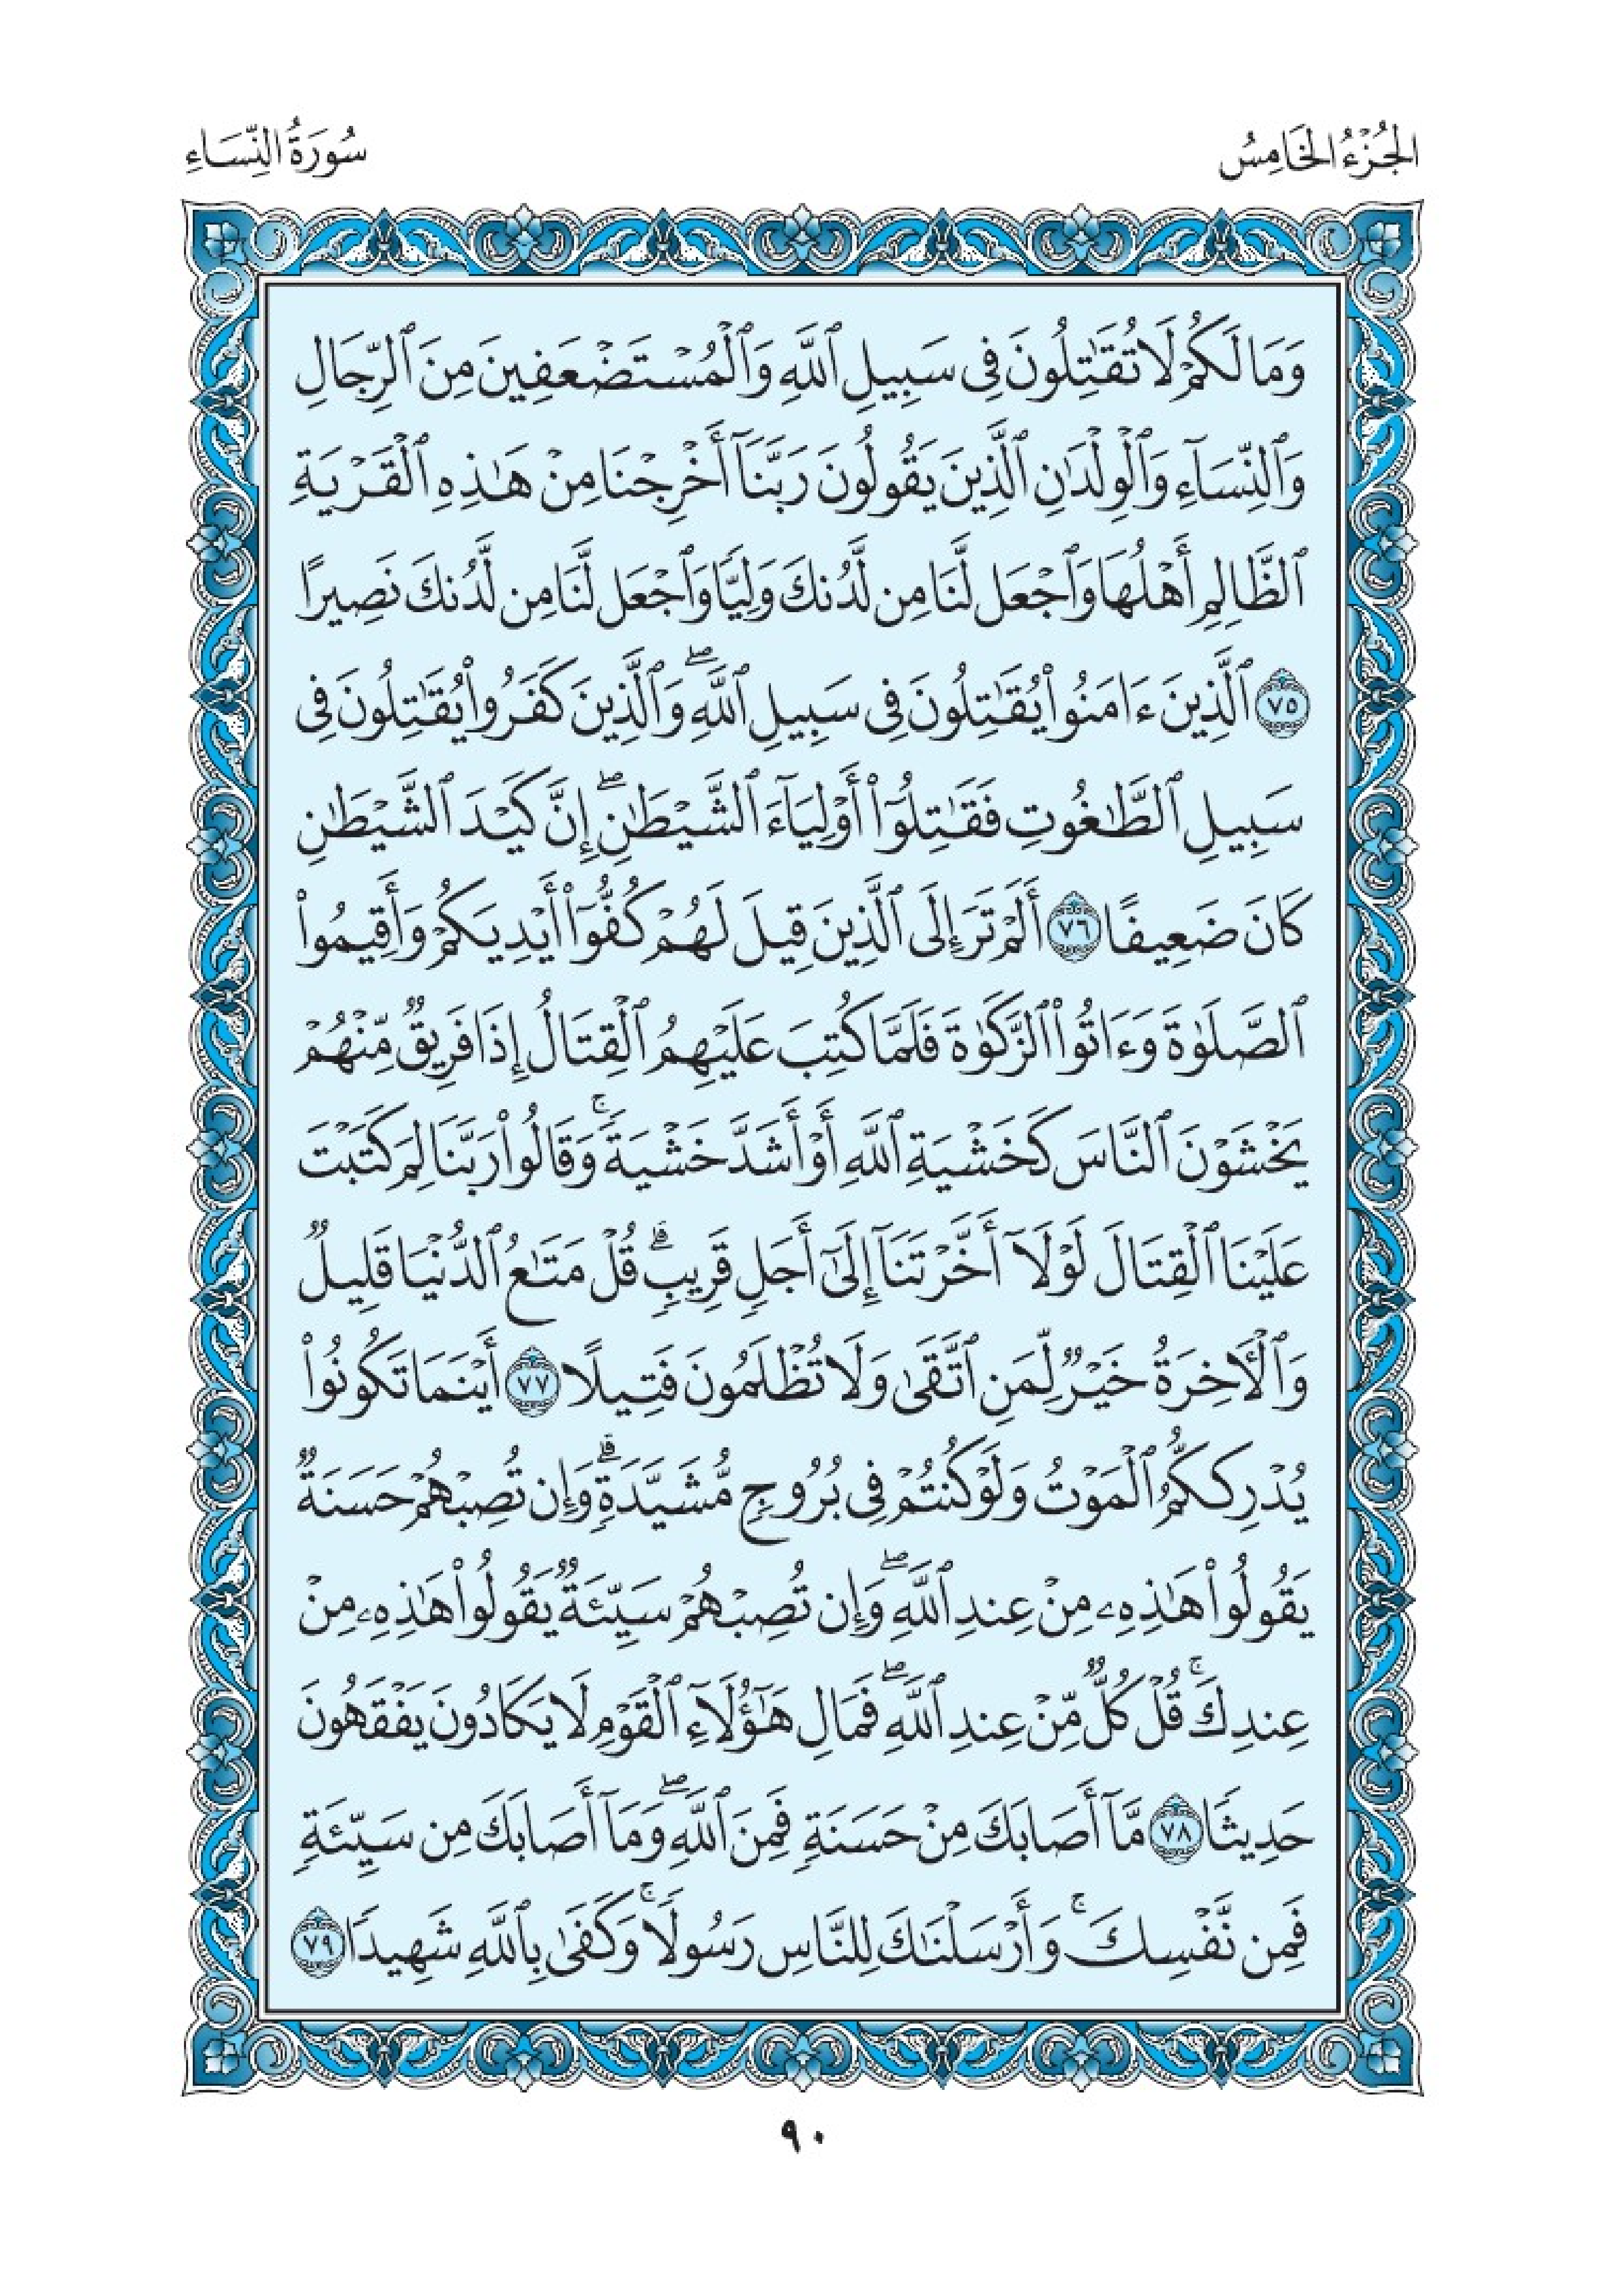 الجُزْءُ الخَامِسُ
سُورَةُ النِّسَاءِ
وَمَا لَكُمْ لَا تُقَٰتِلُونَ فِى سَبِيلِ ٱللَّهِ وَٱلْمُسْتَضْعَفِينَ مِنَ ٱلرِّجَالِ
وَٱلنِّسَآءِ وَٱلْوِلْدَٰنِ ٱلَّذِينَ يَقُولُونَ رَبَّنَآ أَخْرِجْنَا مِنْ هَٰذِهِ ٱلْقَرْيَةِ
ٱلظَّالِمِ أَهْلُهَا وَٱجْعَل لَّنَا مِن لَّدُنكَ وَلِيًّا وَٱجْعَل لَّنَا مِن لَّدُنكَ نَصِيرًا
٧٥ ٱلَّذِينَ ءَامَنُوا۟ يُقَٰتِلُونَ فِى سَبِيلِ ٱللَّهِۖ وَٱلَّذِينَ كَفَرُوا۟ يُقَٰتِلُونَ فِى
سَبِيلِ ٱلطَّٰغُوتِ فَقَٰتِلُوٓا۟ أَوْلِيَآءَ ٱلشَّيْطَٰنِۖ إِنَّ كَيْدَ ٱلشَّيْطَٰنِ
كَانَ ضَعِيفًا ٧٦ أَلَمْ تَرَ إِلَى ٱلَّذِينَ قِيلَ لَهُمْ كُفُّوٓا۟ أَيْدِيَكُمْ وَأَقِيمُوا۟
ٱلصَّلَوٰةَ وَءَاتُوا۟ ٱلزَّكَوٰةَ فَلَمَّا كُتِبَ عَلَيْهِمُ ٱلْقِتَالُ إِذَا فَرِيقٌ مِّنْهُمْ
يَخْشَوْنَ ٱلنَّاسَ كَخَشْيَةِ ٱللَّهِ أَوْ أَشَدَّ خَشْيَةًۚ وَقَالُوا۟ رَبَّنَا لِمَ كَتَبْتَ
عَلَيْنَا ٱلْقِتَالَ لَوْلَآ أَخَّرْتَنَآ إِلَىٰٓ أَجَلٍ قَرِيبٍۗ قُلْ مَتَٰعُ ٱلدُّنْيَا قَلِيلٌ
وَٱلْأَخِرَةُ خَيْرٌ لِّمَنِ ٱتَّقَىٰ وَلَا تُظْلَمُونَ فَتِيلًا ٧٧ أَيْنَمَا تَكُونُوا۟
يُدْرِككُّمُ ٱلْمَوْتُ وَلَوْ كُنتُمْ فِى بُرُوجٍ مُّشَيَّدَةٍۗ وَإِن تُصِبْهُمْ حَسَنَةٌ
يَقُولُوا۟ هَٰذِهِۦ مِنْ عِندِ ٱللَّهِۖ وَإِن تُصِبْهُمْ سَيِّئَةٌ يَقُولُوا۟ هَٰذِهِۦ مِنْ
عِندِكَۚ قُلْ كُلٌّ مِّنْ عِندِ ٱللَّهِۖ فَمَالِ هَٰٓؤُلَآءِ ٱلْقَوْمِ لَا يَكَادُونَ يَفْقَهُونَ
حَدِيثًا ٧٨ مَّآ أَصَابَكَ مِنْ حَسَنَةٍ فَمِنَ ٱللَّهِۖ وَمَآ أَصَابَكَ مِن سَيِّئَةٍ
فَمِن نَّفْسِكَۚ وَأَرْسَلْنَٰكَ لِلنَّاسِ رَسُولًاۚ وَكَفَىٰ بِٱللَّهِ شَهِيدًا ٧٩
٩٠